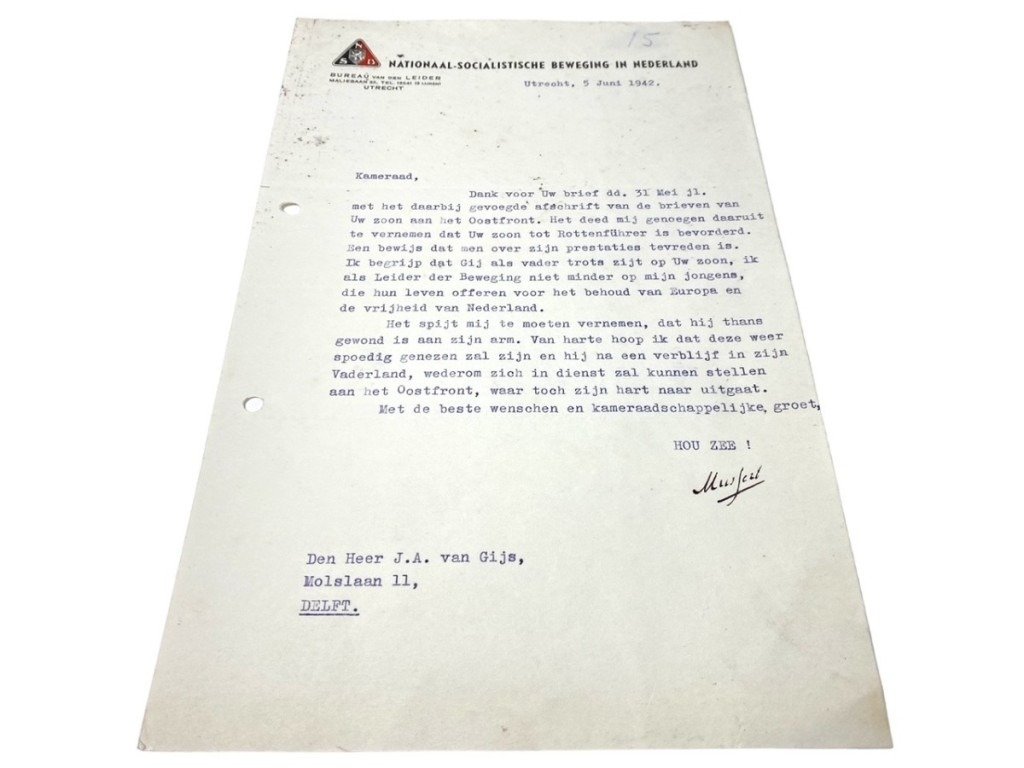 15
N
S B
NATIONAAL-SOCIALISTISCHE BEWEGING IN NEDERLAND
BUREAU VAN DEN LEIDER
MALIEBAAN
UTRECHT
Utrecht, 5 Juni 1942.
Kameraad,
Dank voor Uw brief dd. 31 Mei jl.
met het daarbij gevoegde afschrift van de brieven van
Uw zoon aan het Oostfront. Het deed mij genoegen daaruit
te vernemen dat Uw zoon tot Rottenführer is bevorderd.
Een bewijs dat men over zijn prestaties tevreden is.
Ik begrijp dat Gij als vader trots zijt op Uw zoon, ik
als Leider der Beweging niet minder op mijn jongens,
die hun leven offeren voor het behoud van Europa en
de vrijheid van Nederland.
Het spijt mij te moeten vernemen, dat hij thans
gewond is aan zijn arm. Van harte hoop ik dat deze weer
spoedig genezen zal zijn en hij na een verblijf in zijn
Vaderland, wederom zich in dienst zal kunnen stellen
aan het Oostfront, waar toch zijn hart naar uitgaat.
Met de beste wenschen en kameraadschappelijke, groet,
HOU ZEE !
Mussert
Den Heer J.A. van Gijs,
Molslaan 11,
DELFT.